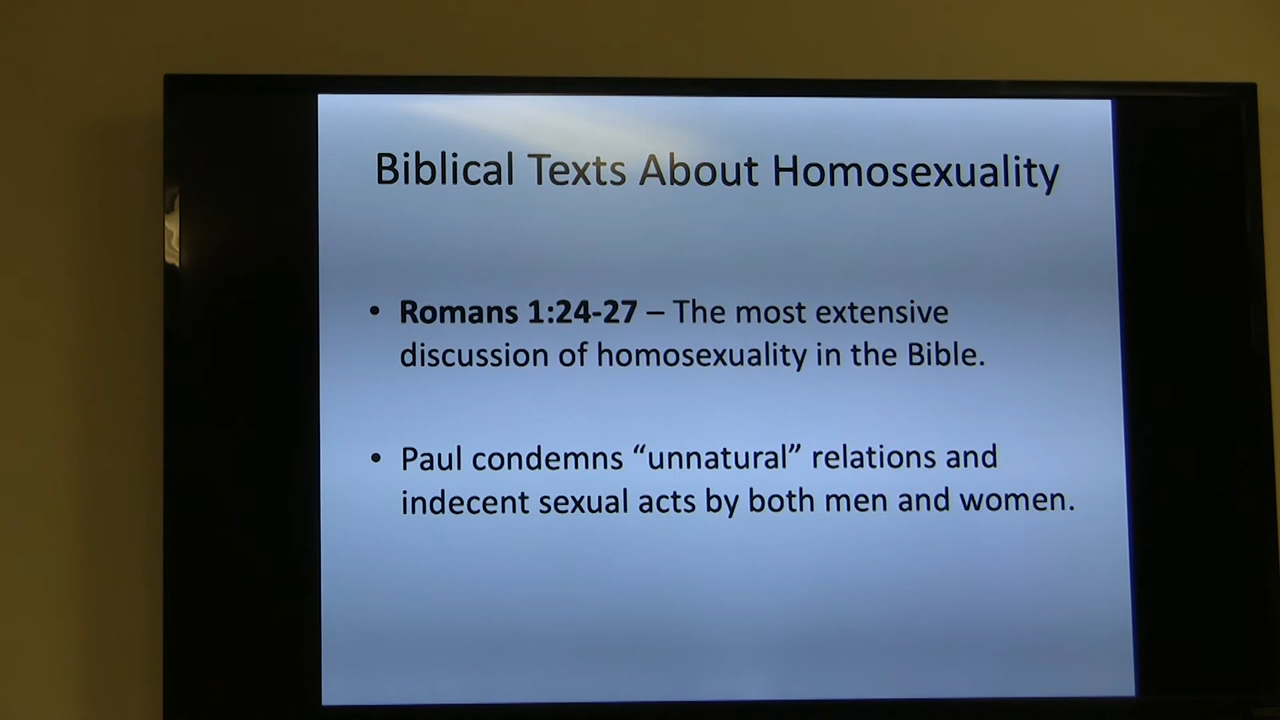 Biblical Texts About Homosexuality
• Romans 1:24-27 – The most extensive
discussion of homosexuality in the Bible.
• Paul condemns “unnatural” relations and
indecent sexual acts by both men and women.